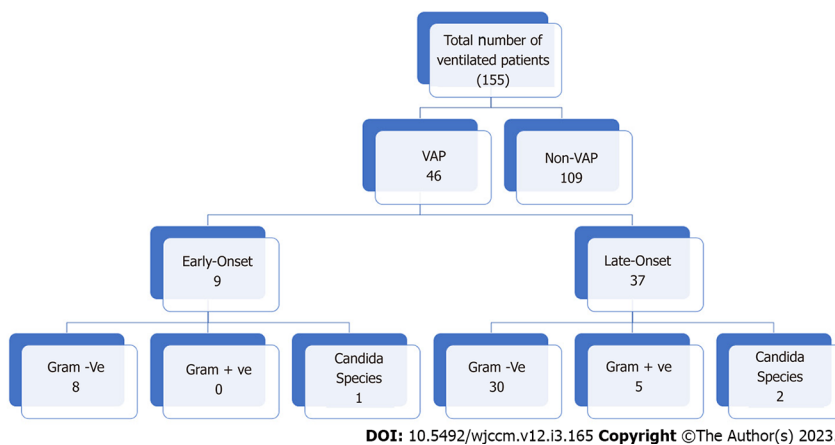 Total number of
ventilated patients
(155)
VAP
46
Non-VAP
109
Early-Onset
9
Late-Onset
37
Gram -Ve
8
Gram + ve
0
Candida
Species
1
Gram -Ve
30
Gram + ve
5
Candida
Species
2
DOI: 10.5492/wjccm.v12.i3.165 Copyright ©The Author(s) 2023